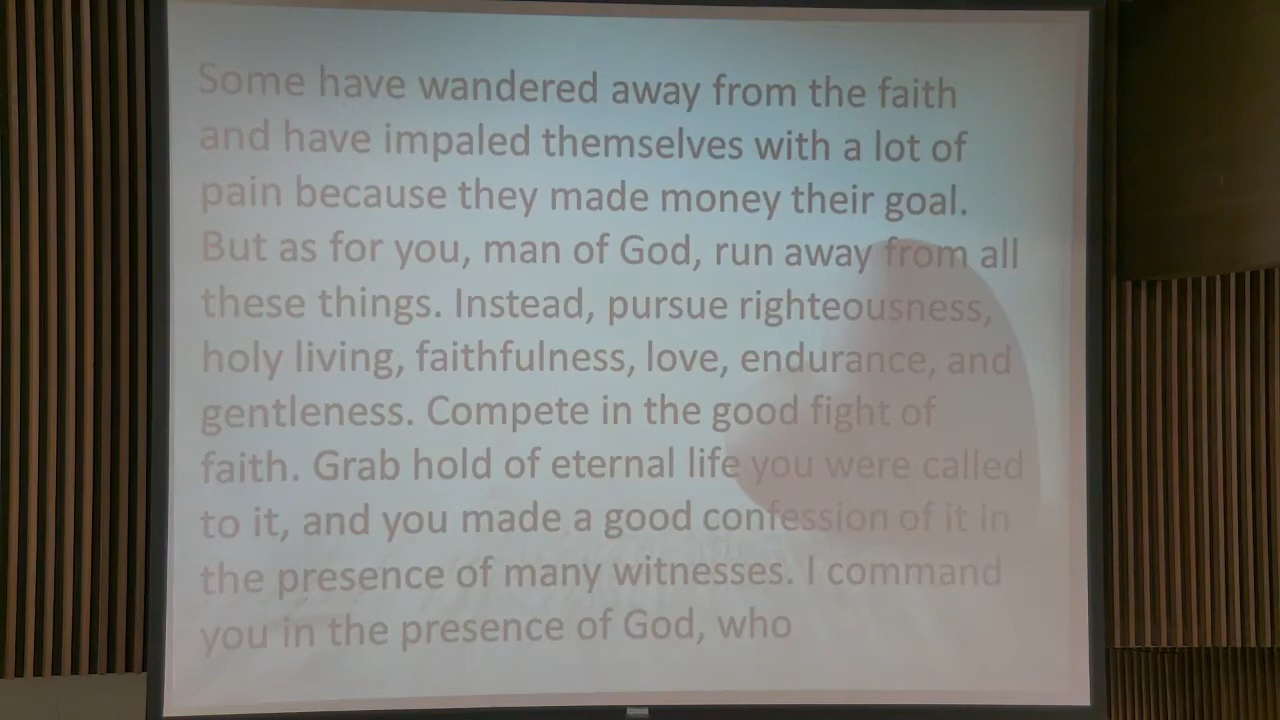 Some have wandered away from the faith
and have impaled themselves with a lot of
pain because they made money their goal.
But as for you, man of God, run away from all
these things. Instead, pursue righteousness,
holy living, faithfulness, love, endurance, and
gentleness. Compete in the good fight of
faith. Grab hold of eternal life you were called
to it, and you made a good confession of it in
the presence of many witnesses. I command
you in the presence of God, who